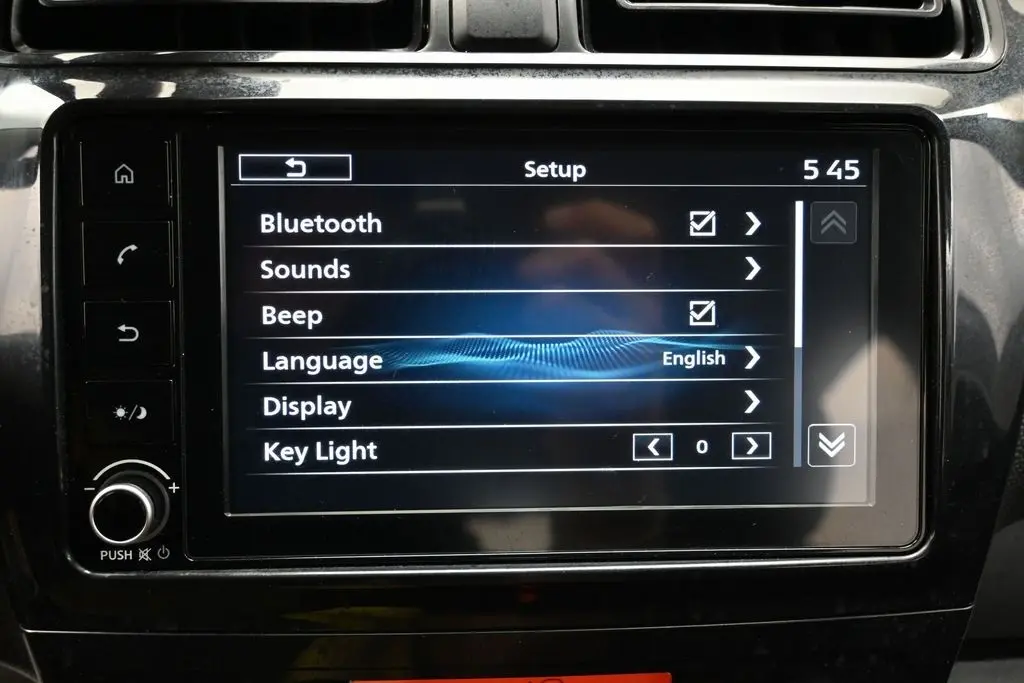 Setup 5 45
Bluetooth
Sounds
Beep
Language English
Display
Key Light 0
PUSH